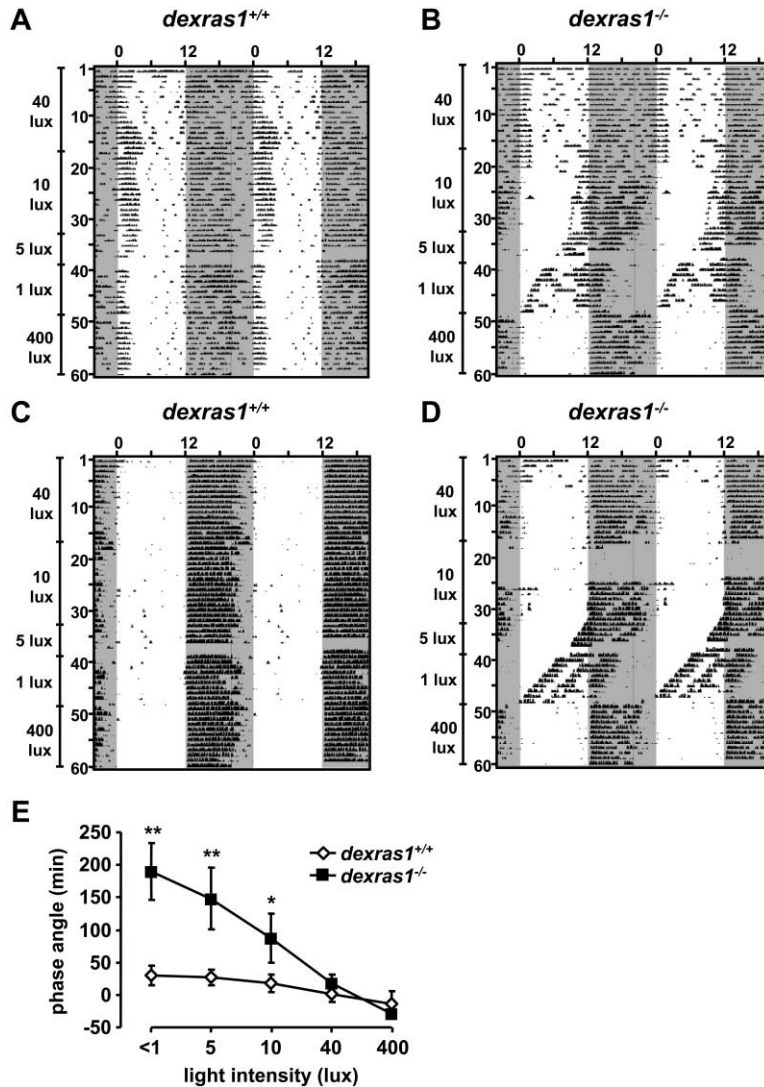 A dexras1+/+
0 12 0 12
1
10
20
30
40
50
60
40 lux
10 lux
5 lux
1 lux
400 lux
B dexras1-/-
0 12 0 12
1
10
20
30
40
50
60
40 lux
10 lux
5 lux
1 lux
400 lux
C dexras1+/+
0 12 0 12
1
10
20
30
40
50
60
40 lux
10 lux
5 lux
1 lux
400 lux
D dexras1-/-
0 12 0 12
1
10
20
30
40
50
60
40 lux
10 lux
5 lux
1 lux
400 lux
E
250
200
150
100
50
0
-50
phase angle (min)
** ** *
dexras1+/+
dexras1-/-
<1 5 10 40 400
light intensity (lux)